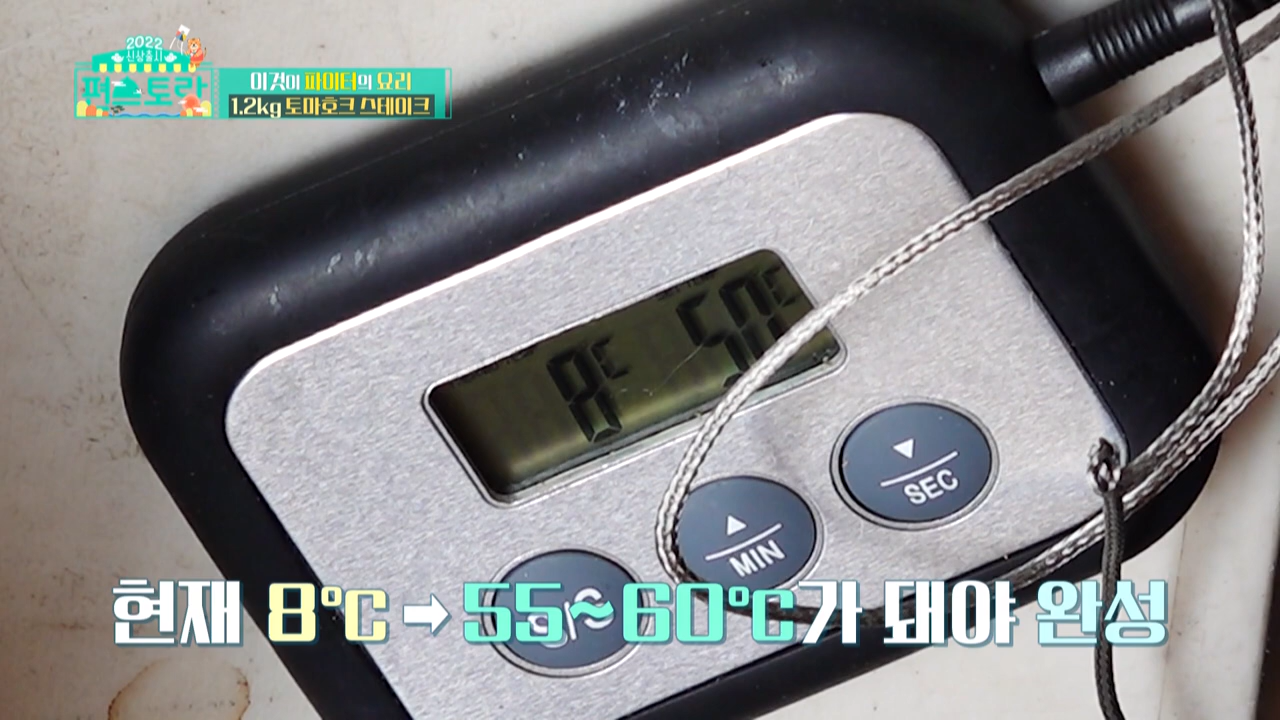 2022
신상출시
편스토랑
이것이 파이터의 요리
1.2kg 토마호크 스테이크
8°C 50°C
▼
SEC
▲
MIN
현재 8℃ ➡ 55~60℃가 돼야 완성